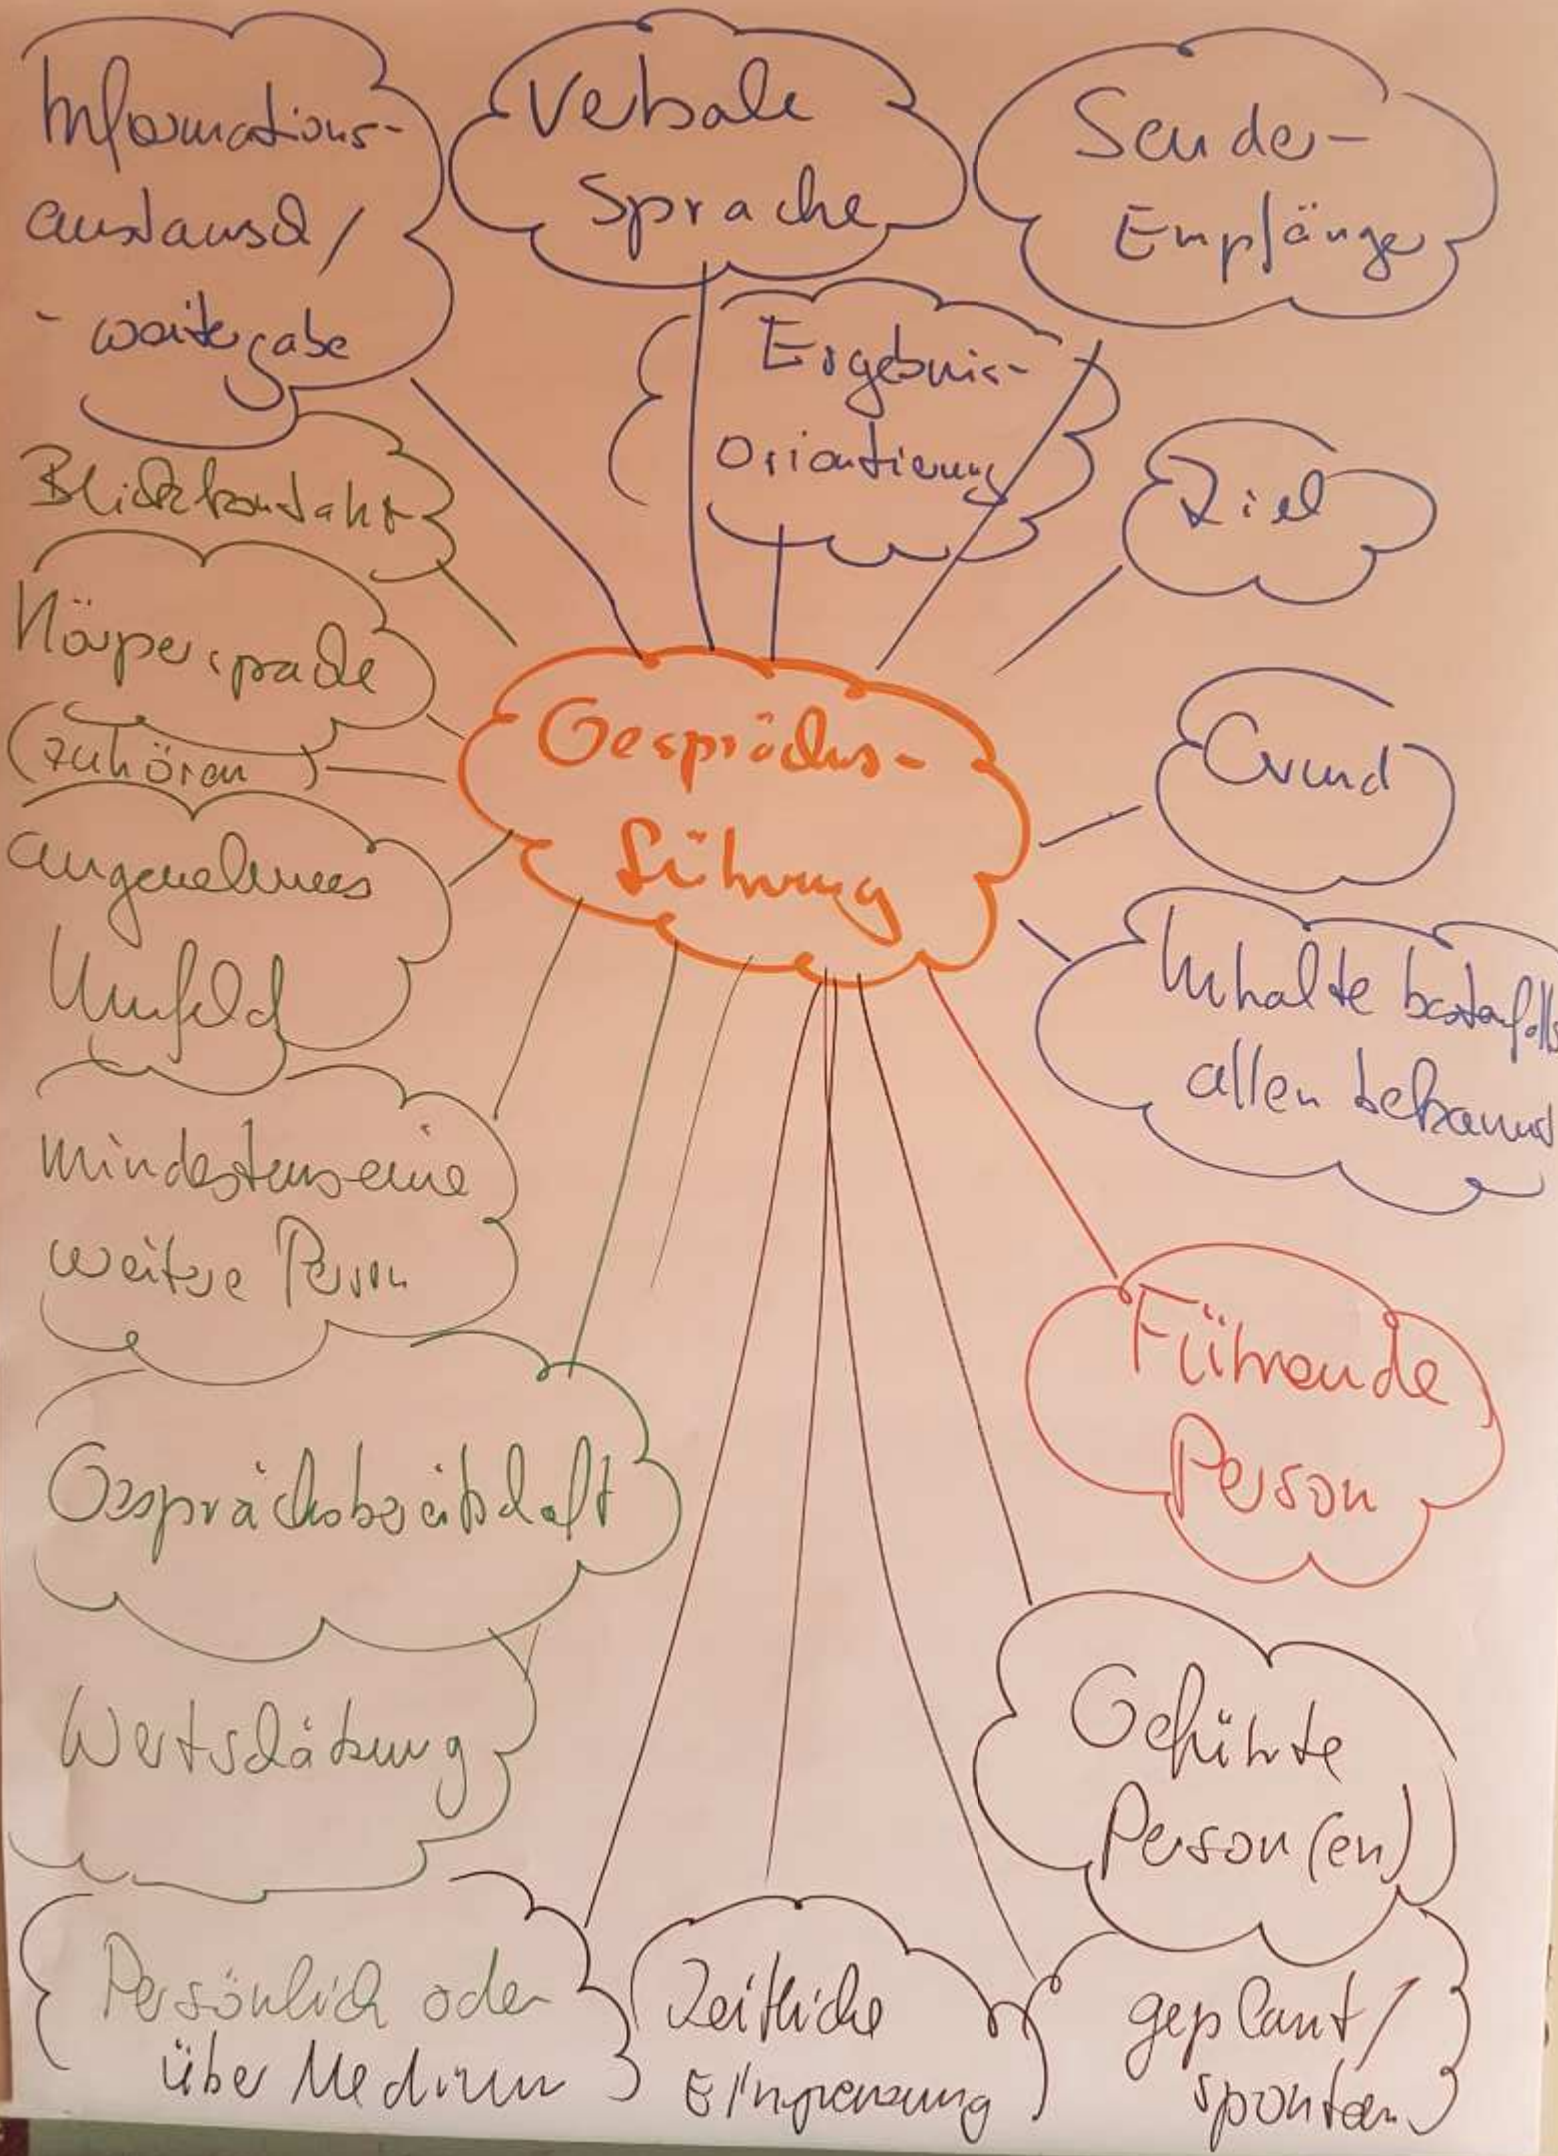 Informations-
austausch /
- weitergabe
Verbale
Sprache
Sender-
Empfänger
Ergebnis-
Orientierung
Ziel
Blickkontakt
Körpersprache
(zuhören)
Gesprächs-
führung
Grund
angenehmes
Umfeld
Inhalte bestenfalls
allen bekannt
mindestens eine
weitere Person
Führende
Person
Gesprächsbereitschaft
Wertschätzung
Geführte
Person(en)
Persönlich oder
über Medium
Zeitliche
Eingrenzung
geplant /
spontan